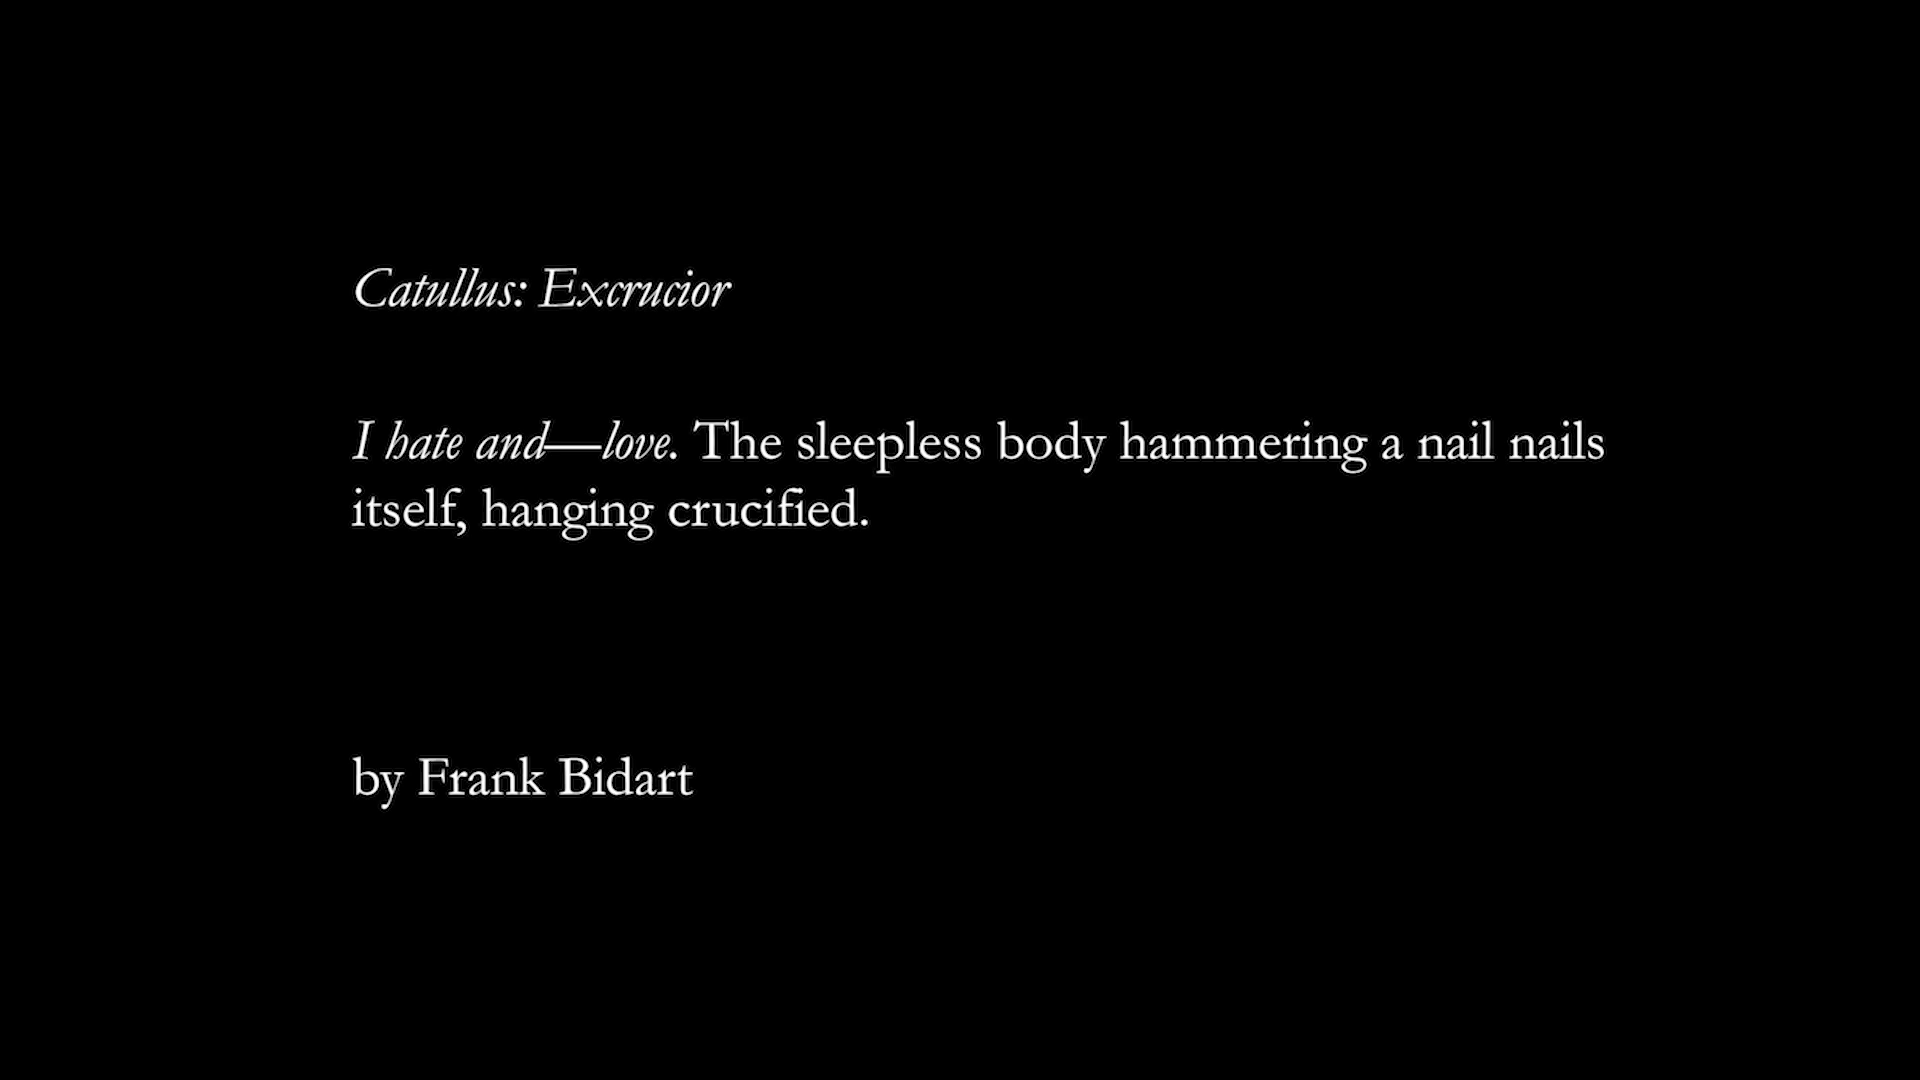 Catullus: Excrucior
I hate and—love. The sleepless body hammering a nail nails
itself, hanging crucified.
by Frank Bidart